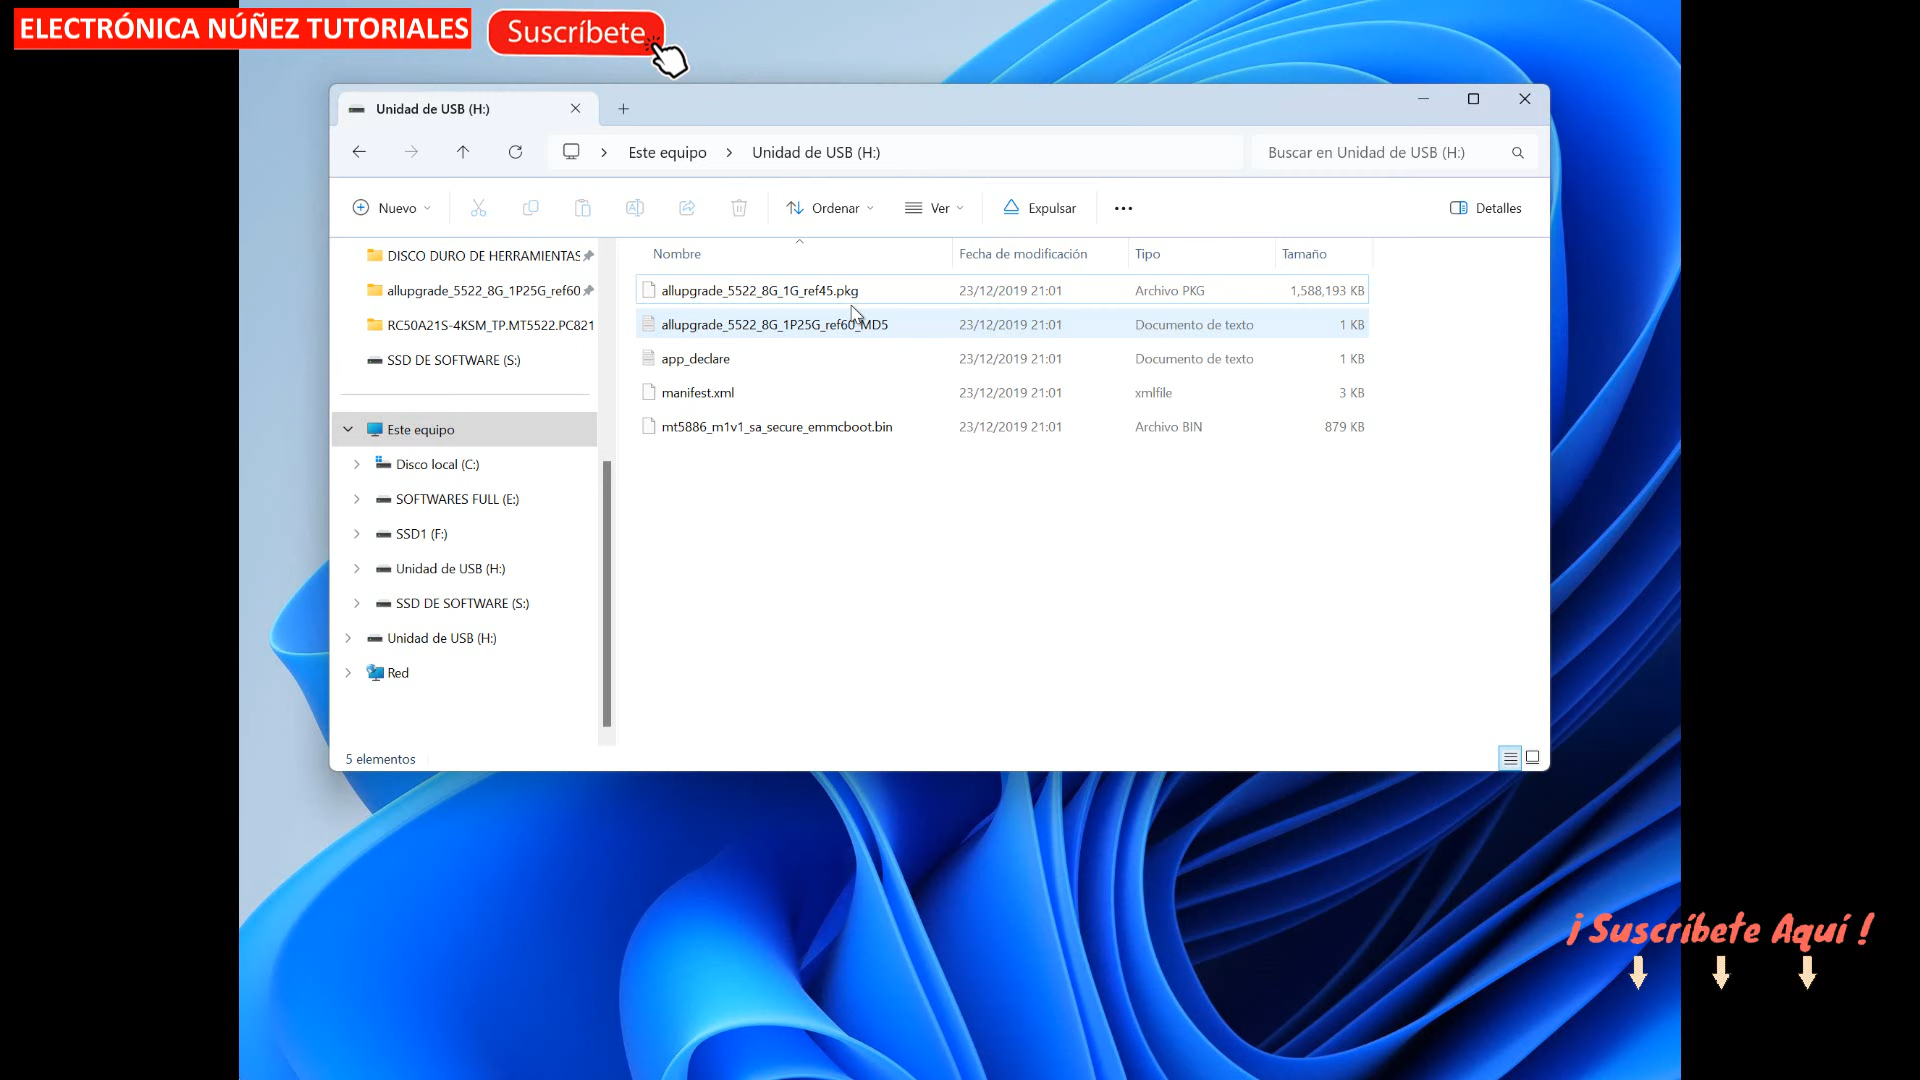 ELECTRÓNICA NÚÑEZ TUTORIALES
Suscríbete
Unidad de USB (H:)
Este equipo > Unidad de USB (H:)
Buscar en Unidad de USB (H:)
Nuevo
Ordenar
Ver
Expulsar
Detalles
DISCO DURO DE HERRAMIENTAS
allupgrade_5522_8G_1P25G_ref60
RC50A21S-4KSM_TP.MT5522.PC821
SSD DE SOFTWARE (S:)
Este equipo
Disco local (C:)
SOFTWARES FULL (E:)
SSD1 (F:)
Unidad de USB (H:)
SSD DE SOFTWARE (S:)
Unidad de USB (H:)
Red
Nombre Fecha de modificación Tipo Tamaño
allupgrade_5522_8G_1G_ref45.pkg 23/12/2019 21:01 Archivo PKG 1,588,193 KB
allupgrade_5522_8G_1P25G_ref60_MD5 23/12/2019 21:01 Documento de texto 1 KB
app_declare 23/12/2019 21:01 Documento de texto 1 KB
manifest.xml 23/12/2019 21:01 xmlfile 3 KB
mt5886_m1v1_sa_secure_emmcboot.bin 23/12/2019 21:01 Archivo BIN 879 KB
5 elementos
¡ Suscríbete Aquí !